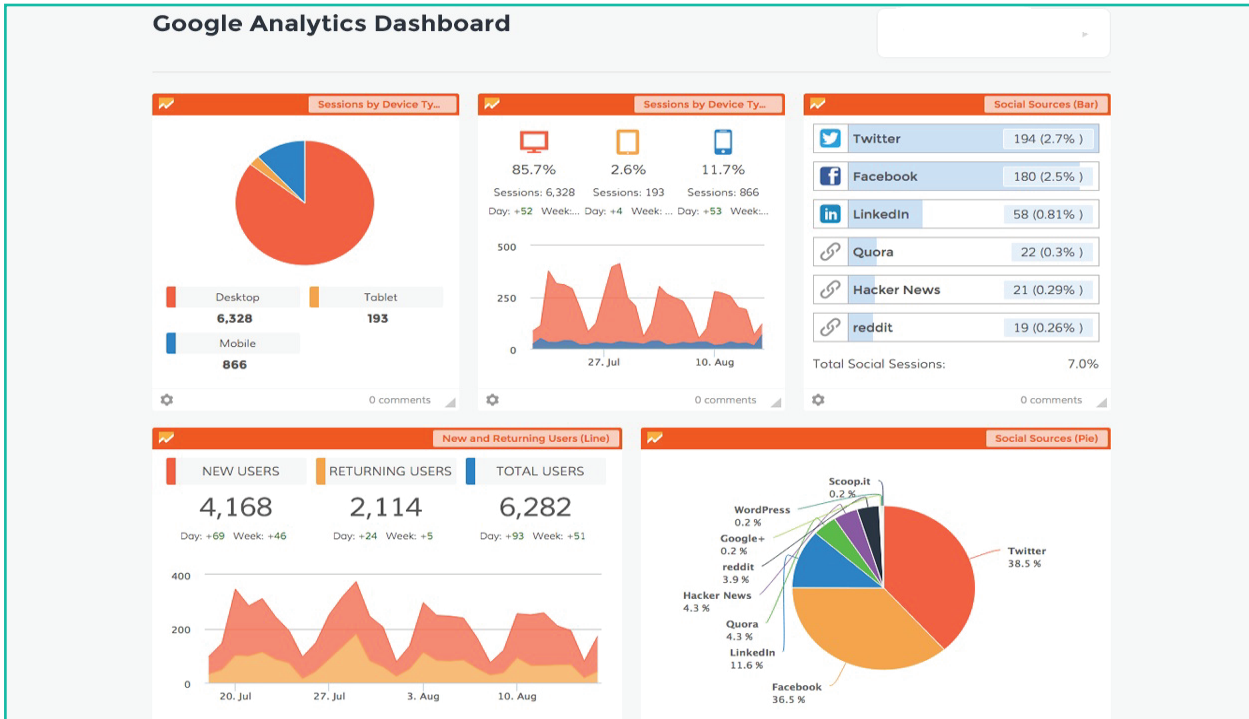 Google Analytics Dashboard
Sessions by Device Ty...
Desktop
6,328
Tablet
193
Mobile
866
0 comments
Sessions by Device Ty...
85.7% 2.6% 11.7%
Sessions: 6,328 Sessions: 193 Sessions: 866
Day: +52 Week:... Day: +4 Week: ... Day: +53 Week:...
500
250
0
27. Jul 10. Aug
0 comments
Social Sources (Bar)
Twitter 194 (2.7% )
Facebook 180 (2.5% )
in LinkedIn 58 (0.81% )
Quora 22 (0.3% )
Hacker News 21 (0.29% )
reddit 19 (0.26% )
Total Social Sessions: 7.0%
0 comments
New and Returning Users (Line)
NEW USERS RETURNING USERS TOTAL USERS
4,168 2,114 6,282
Day: +69 Week: +46 Day: +24 Week: +5 Day: +93 Week: +51
400
200
0
20. Jul 27. Jul 3. Aug 10. Aug
Social Sources (Pie)
Scoop.it
0.2 %
WordPress
0.2 %
Google+
0.2 %
reddit
3.9 %
Hacker News
4.3 %
Quora
4.3 %
LinkedIn
11.6 %
Facebook
36.5 %
Twitter
38.5 %